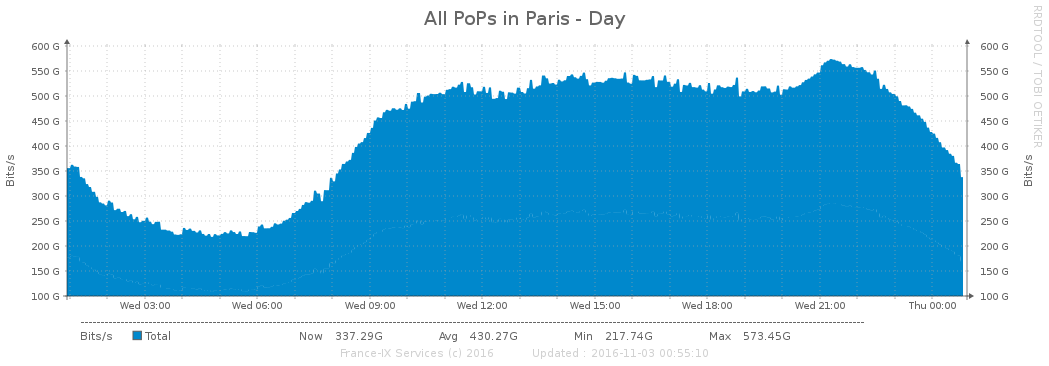 All PoPs in Paris - Day
RRDTOOL / TOBI OETIKER
600 G 600 G
550 G 550 G
500 G 500 G
450 G 450 G
400 G 400 G
350 G 350 G
300 G 300 G
250 G 250 G
200 G 200 G
150 G 150 G
100 G 100 G
Bits/s
Bits/s
Wed 03:00 Wed 06:00 Wed 09:00 Wed 12:00 Wed 15:00 Wed 18:00 Wed 21:00 Thu 00:00
Bits/s Total Now 337.29G Avg 430.27G Min 217.74G Max 573.45G
France-IX Services (c) 2016 Updated : 2016-11-03 00:55:10